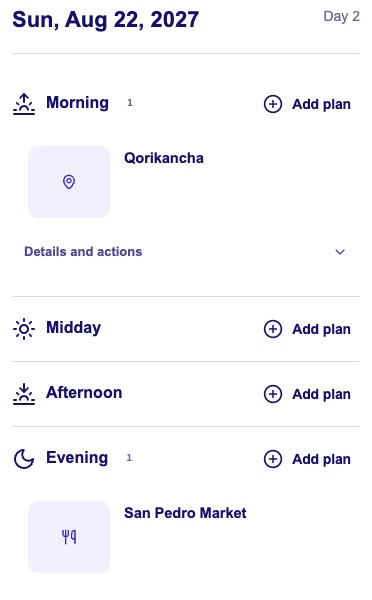 Sun, Aug 22, 2027 Day 2
Morning 1 Add plan
Qorikancha
Details and actions
Midday Add plan
Afternoon Add plan
Evening 1 Add plan
San Pedro Market